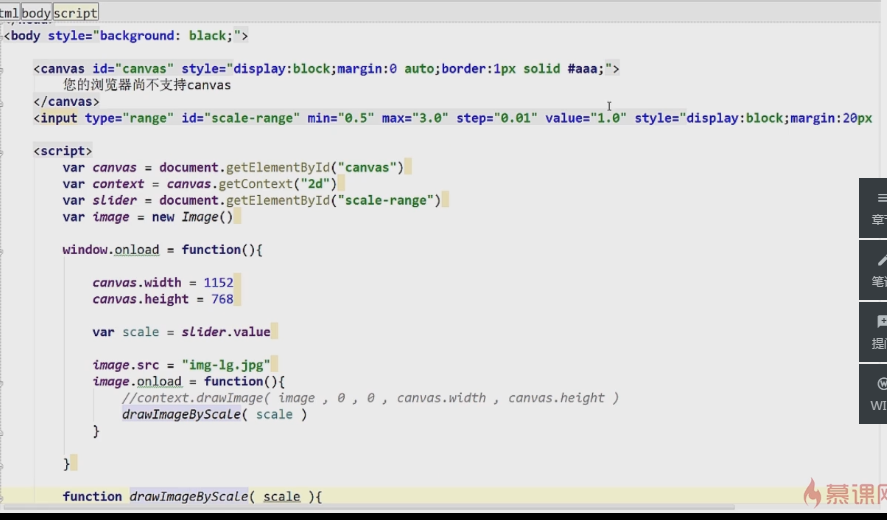 html body script
<body style="background: black;">
<canvas id="canvas" style="display:block;margin:0 auto;border:1px solid #aaa;">
您的浏览器尚不支持canvas
</canvas>
<input type="range" id="scale-range" min="0.5" max="3.0" step="0.01" value="1.0" style="display:block;margin:20px
<script>
var canvas = document.getElementById("canvas")
var context = canvas.getContext("2d")
var slider = document.getElementById("scale-range")
var image = new Image()
window.onload = function(){
canvas.width = 1152
canvas.height = 768
var scale = slider.value
image.src = "img-lg.jpg"
image.onload = function(){
//context.drawImage( image , 0 , 0 , canvas.width , canvas.height )
drawImageByScale( scale )
}
}
function drawImageByScale( scale ){
章
笔
提
WI
慕课网